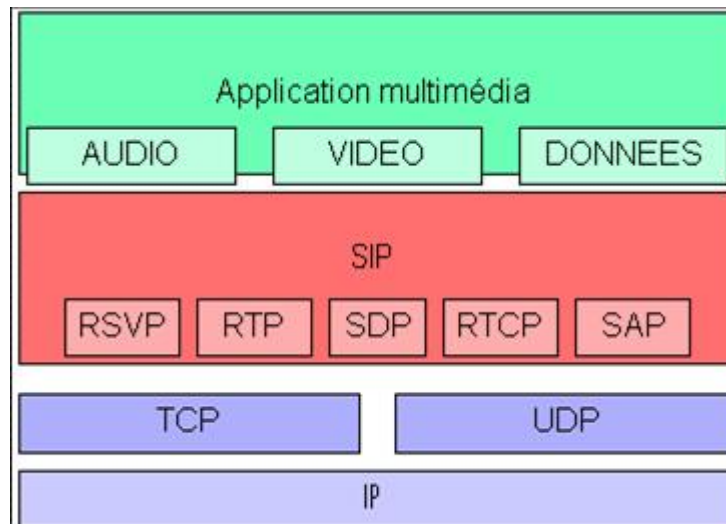 Application multimédia
AUDIO VIDEO DONNEES
SIP
RSVP RTP SDP RTCP SAP
TCP UDP
IP